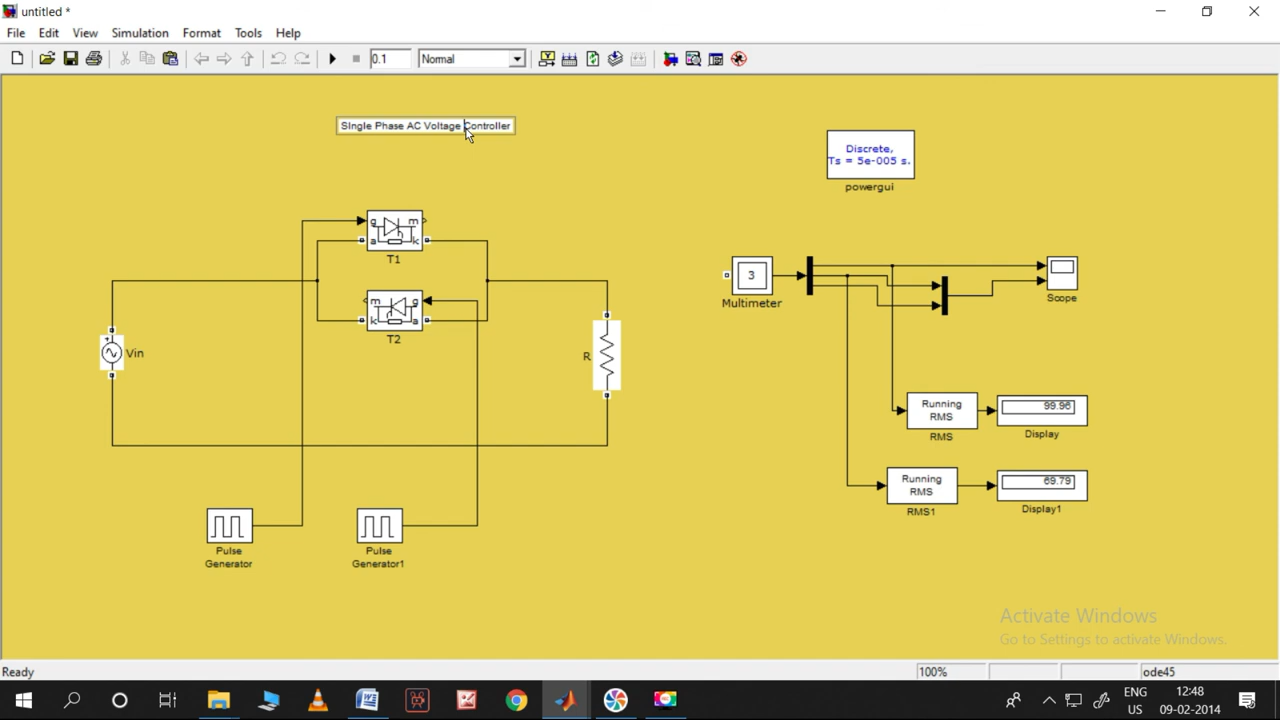 untitled *
File Edit View Simulation Format Tools Help
0.1 Normal
SIngle Phase AC Voltage Controller
Discrete,
Ts = 5e-005 s.
powergui
g m
a k
T1
m g
k a
T2
+
Vin
R
3
Multimeter
Scope
Running
RMS
RMS
99.96
Display
Running
RMS
RMS1
69.79
Display1
Pulse
Generator
Pulse
Generator1
Activate Windows
Go to Settings to activate Windows.
Ready 100% ode45
ENG
US
12:48
09-02-2014